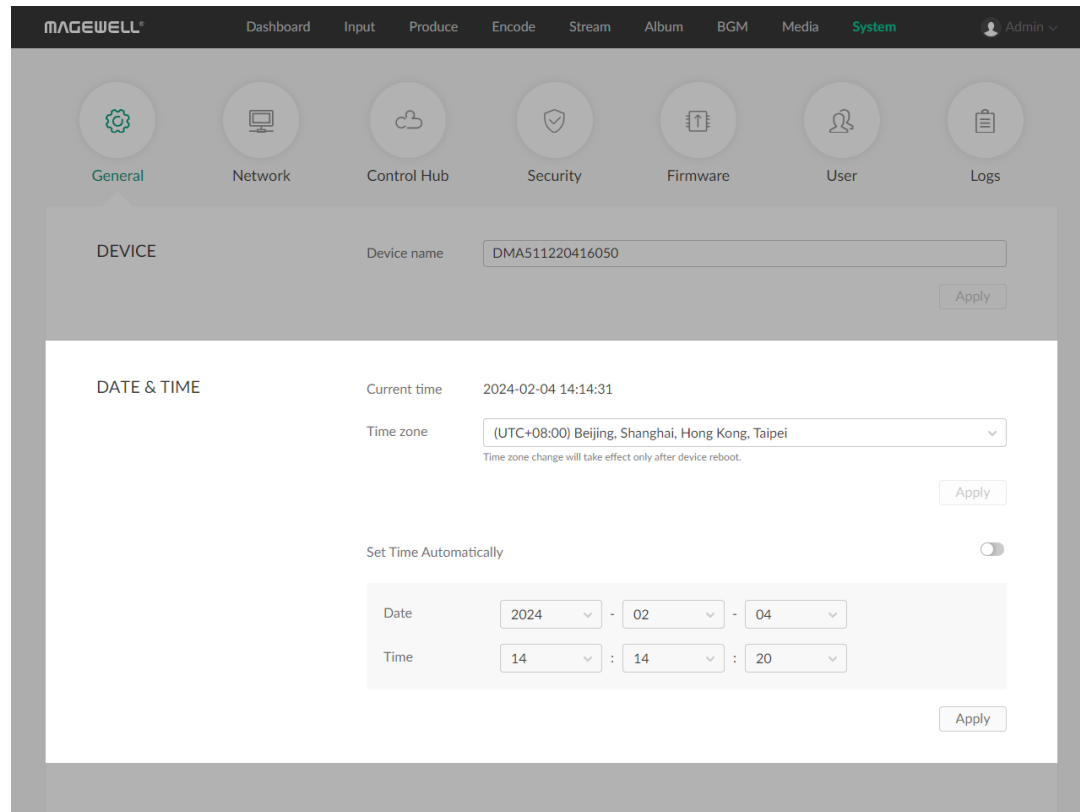 MAGEWELL® Dashboard Input Produce Encode Stream Album BGM Media System Admin
General Network Control Hub Security Firmware User Logs
DEVICE Device name DMA511220416050
Apply
DATE & TIME Current time 2024-02-04 14:14:31
Time zone (UTC+08:00) Beijing, Shanghai, Hong Kong, Taipei
Time zone change will take effect only after device reboot.
Apply
Set Time Automatically
Date 2024 - 02 - 04
Time 14 : 14 : 20
Apply